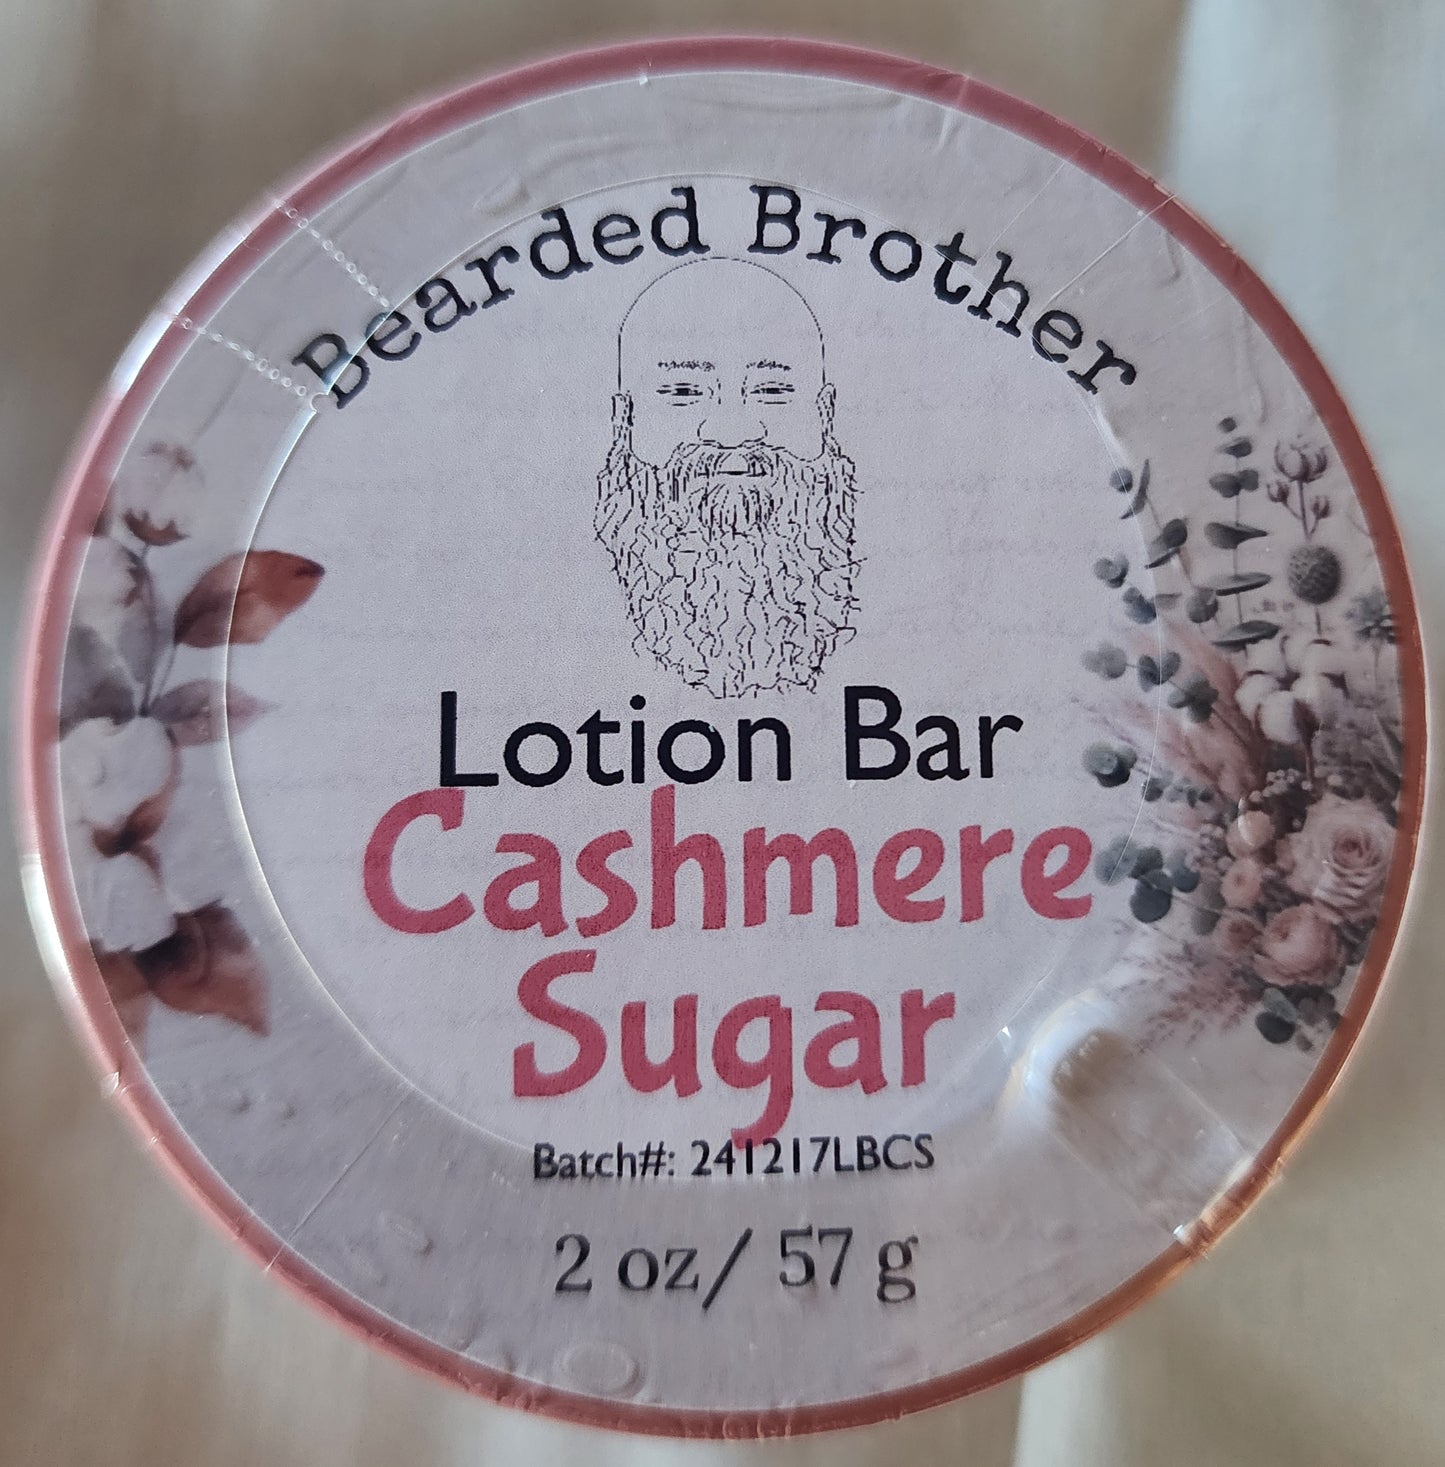 Bearded Brother
Lotion Bar
Cashmere
Sugar
Batch#: 241217LBCS
2 oz/ 57 g